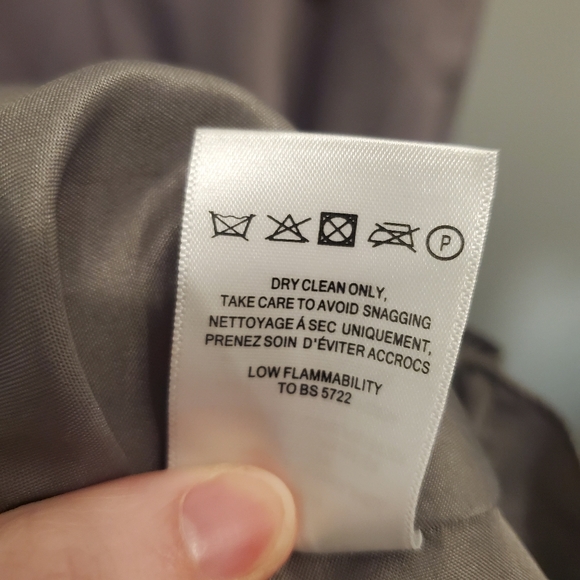 P
DRY CLEAN ONLY,
TAKE CARE TO AVOID SNAGGING
NETTOYAGE Á SEC UNIQUEMENT,
PRENEZ SOIN D'ÉVITER ACCROCS
LOW FLAMMABILITY
TO BS 5722